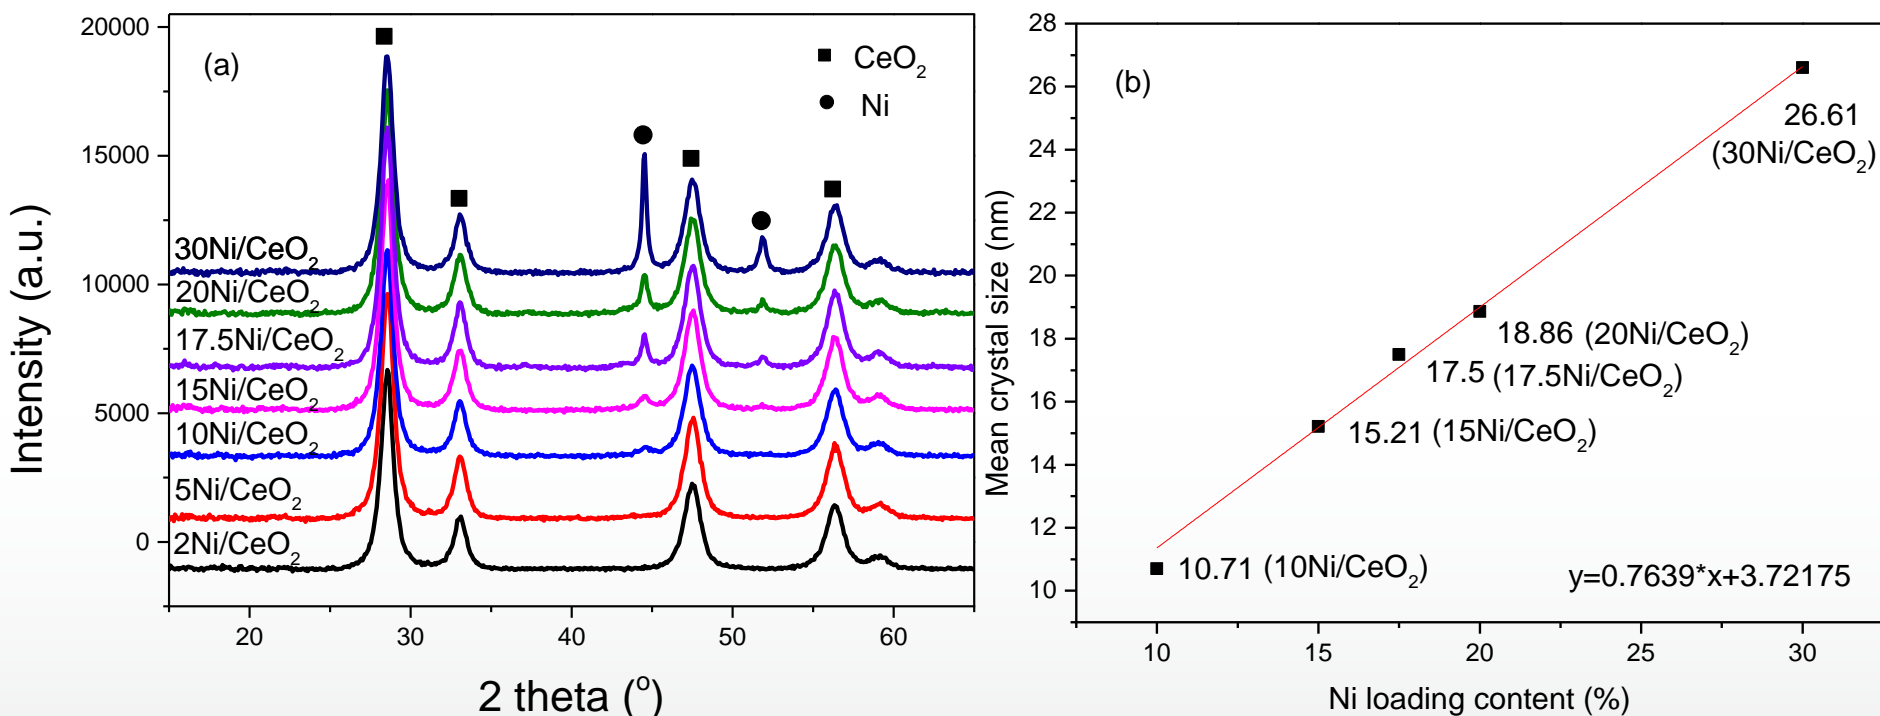 (a)
■ CeO₂
● Ni
20000
15000
10000
5000
0
Intensity (a.u.)
30Ni/CeO₂
20Ni/CeO₂
17.5Ni/CeO₂
15Ni/CeO₂
10Ni/CeO₂
5Ni/CeO₂
2Ni/CeO₂
20 30 40 50 60
2 theta (°)
(b)
28
26
24
22
20
18
16
14
12
10
Mean crystal size (nm)
26.61
(30Ni/CeO₂)
18.86 (20Ni/CeO₂)
17.5 (17.5Ni/CeO₂)
15.21 (15Ni/CeO₂)
10.71 (10Ni/CeO₂)
y=0.7639*x+3.72175
10 15 20 25 30
Ni loading content (%)